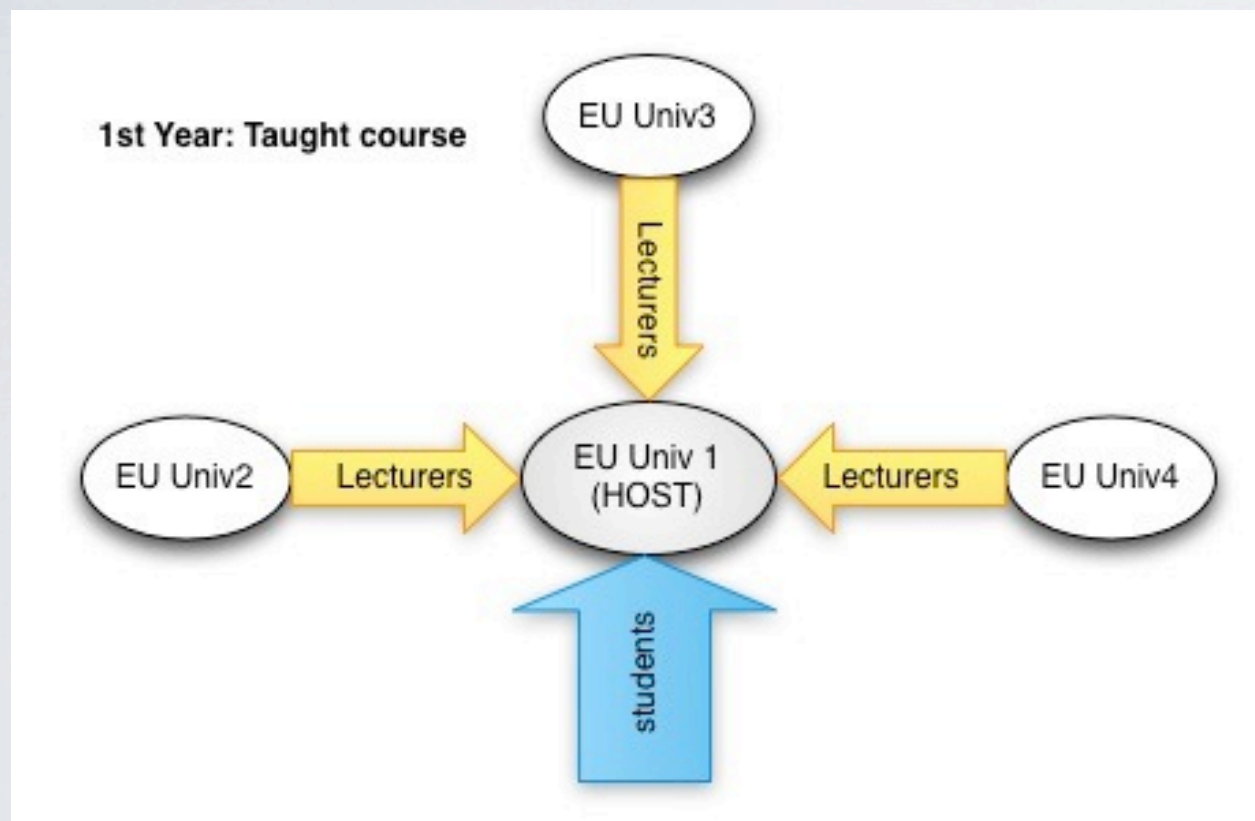 1st Year: Taught course
EU Univ3
Lecturers
EU Univ2
Lecturers
EU Univ 1
(HOST)
Lecturers
EU Univ4
students